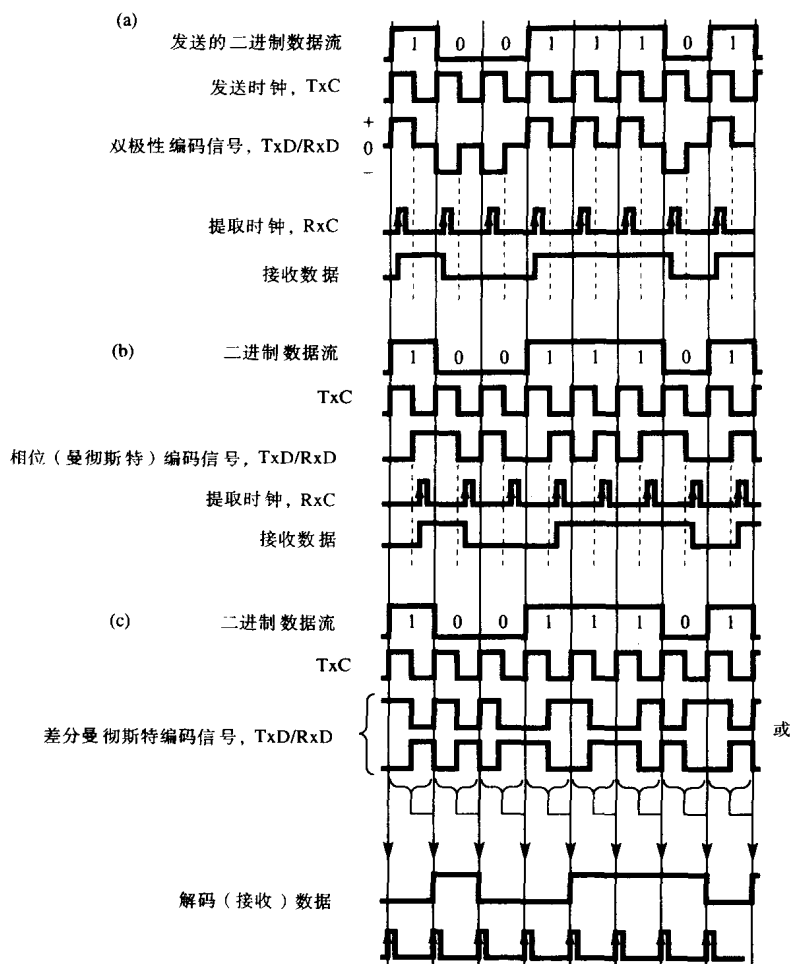 (a)
发送的二进制数据流 1 0 0 1 1 1 0 1
发送时钟, TxC
双极性编码信号, TxD/RxD + 0 −
提取时钟, RxC
接收数据
(b) 二进制数据流 1 0 0 1 1 1 0 1
TxC
相位（曼彻斯特）编码信号, TxD/RxD
提取时钟, RxC
接收数据
(c) 二进制数据流 1 0 0 1 1 1 0 1
TxC
差分曼彻斯特编码信号, TxD/RxD 或
解码（接收）数据